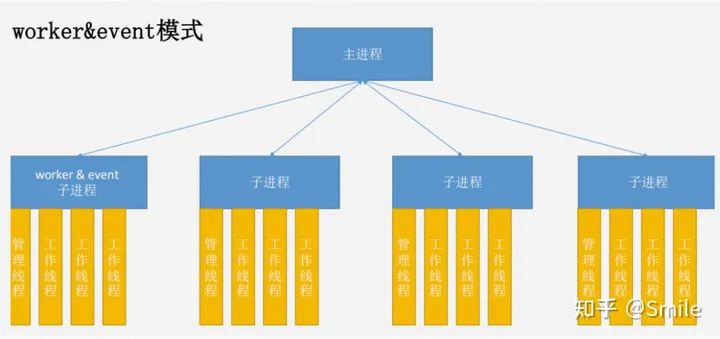 worker&event模式
主进程
worker & event
子进程
子进程
子进程
子进程
管理线程
工作线程
工作线程
工作线程
管理线程
工作线程
工作线程
工作线程
管理线程
工作线程
工作线程
工作线程
管理线程
工作线程
工作线程
工作线程
知乎 @Smile